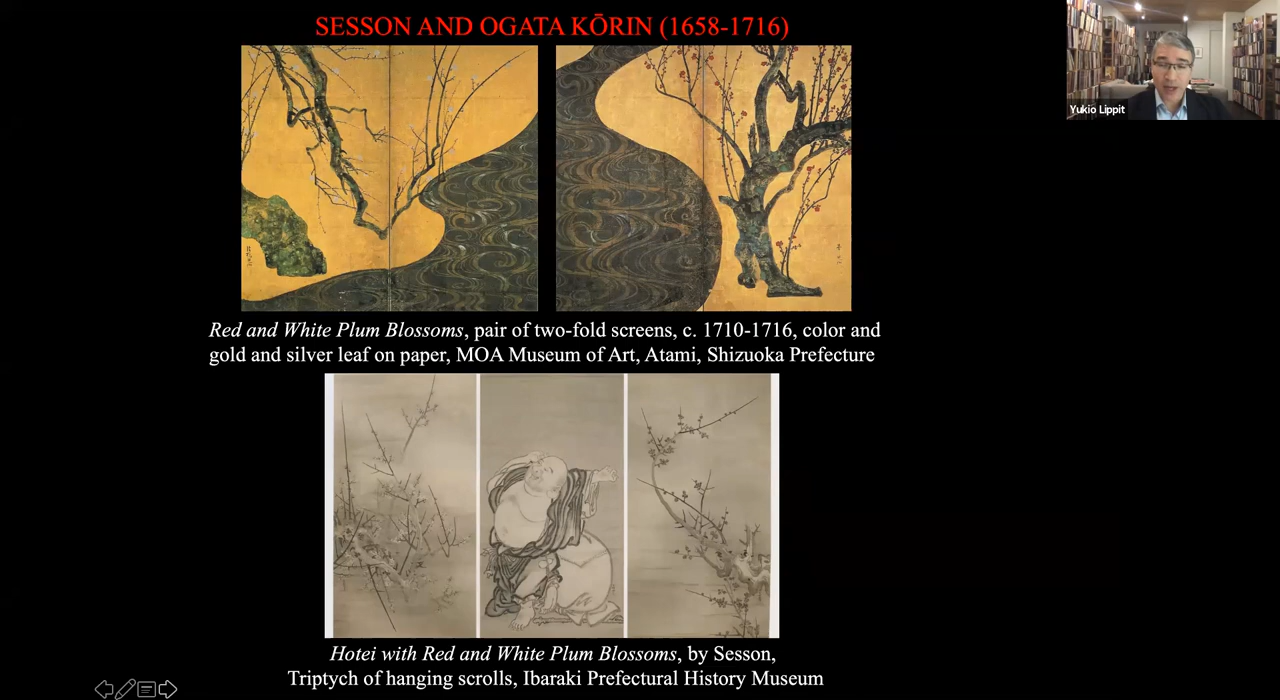 SESSON AND OGATA KŌRIN (1658-1716)
Yukio Lippit
Red and White Plum Blossoms, pair of two-fold screens, c. 1710-1716, color and
gold and silver leaf on paper, MOA Museum of Art, Atami, Shizuoka Prefecture
Hotei with Red and White Plum Blossoms, by Sesson,
Triptych of hanging scrolls, Ibaraki Prefectural History Museum